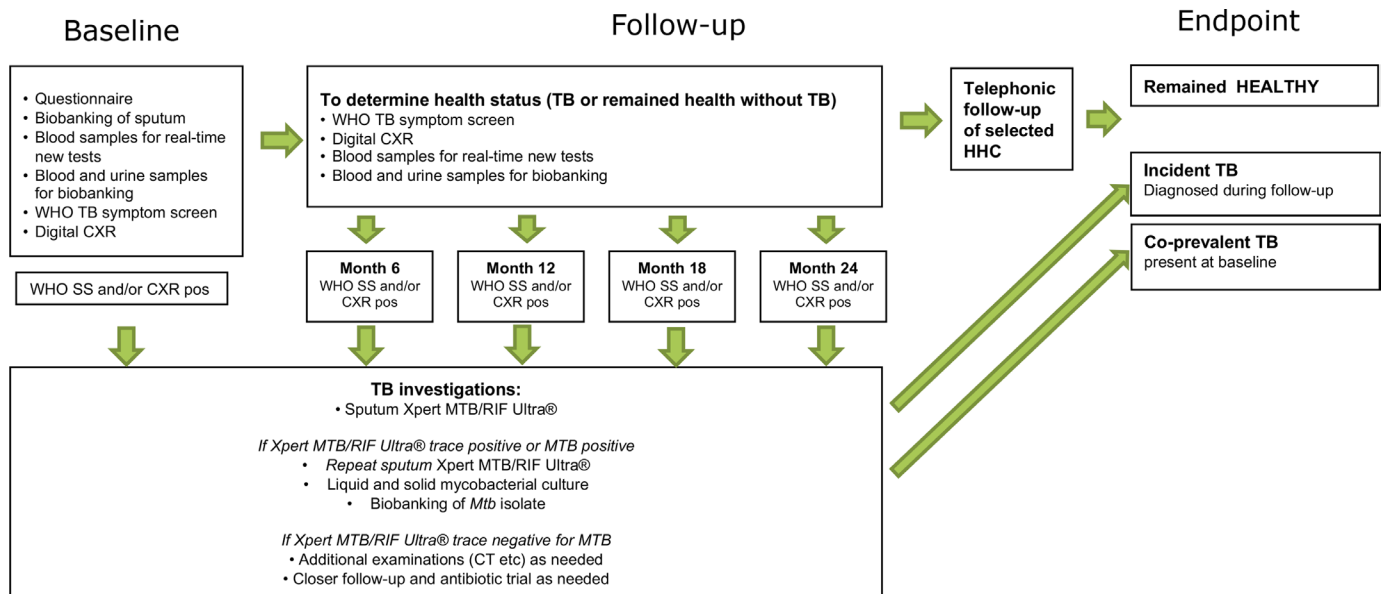 Baseline
Follow-up
Endpoint
• Questionnaire
• Biobanking of sputum
• Blood samples for real-time
new tests
• Blood and urine samples
for biobanking
• WHO TB symptom screen
• Digital CXR
WHO SS and/or CXR pos
To determine health status (TB or remained health without TB)
• WHO TB symptom screen
• Digital CXR
• Blood samples for real-time new tests
• Blood and urine samples for biobanking
Month 6
WHO SS and/or
CXR pos
Month 12
WHO SS and/or
CXR pos
Month 18
WHO SS and/or
CXR pos
Month 24
WHO SS and/or
CXR pos
Telephonic
follow-up
of selected
HHC
Remained HEALTHY
Incident TB
Diagnosed during follow-up
Co-prevalent TB
present at baseline
TB investigations:
• Sputum Xpert MTB/RIF Ultra®
If Xpert MTB/RIF Ultra® trace positive or MTB positive
• Repeat sputum Xpert MTB/RIF Ultra®
• Liquid and solid mycobacterial culture
• Biobanking of Mtb isolate
If Xpert MTB/RIF Ultra® trace negative for MTB
• Additional examinations (CT etc) as needed
• Closer follow-up and antibiotic trial as needed